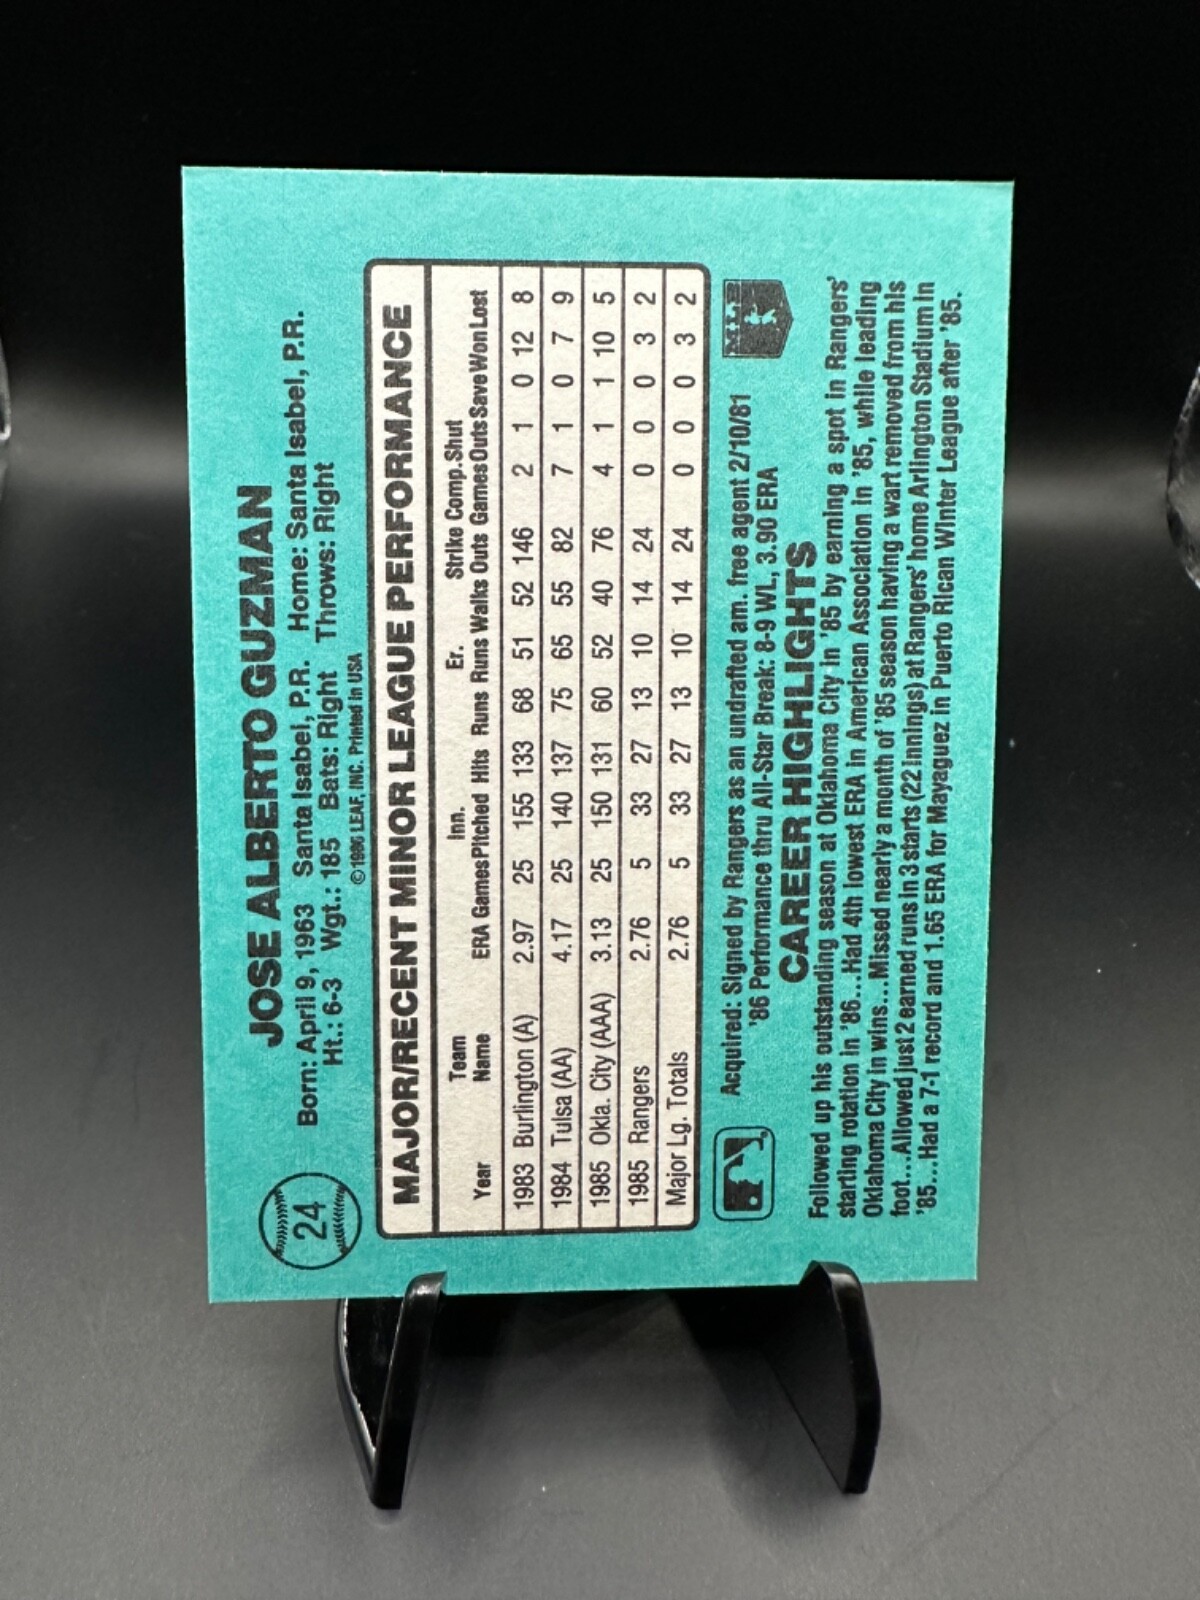 24
JOSE ALBERTO GUZMAN
Born: April 9, 1963 Santa Isabel, P.R. Home: Santa Isabel, P.R.
Ht.: 6-3 Wgt.: 185 Bats: Right Throws: Right
©1986 LEAF, INC. Printed in USA
MAJOR/RECENT MINOR LEAGUE PERFORMANCE
Team Inn. Er. Strike Comp. Shut
Year Name ERA Games Pitched Hits Runs Runs Walks Outs Games Outs Save Won Lost
1983 Burlington (A) 2.97 25 155 133 68 51 52 146 2 1 0 12 8
1984 Tulsa (AA) 4.17 25 140 137 75 65 55 82 7 1 0 7 9
1985 Okla. City (AAA) 3.13 25 150 131 60 52 40 76 4 1 1 10 5
1985 Rangers 2.76 5 33 27 13 10 14 24 0 0 0 3 2
Major Lg. Totals 2.76 5 33 27 13 10 14 24 0 0 0 3 2
Acquired: Signed by Rangers as an undrafted am. free agent 2/10/81
'86 Performance thru All-Star Break: 8-9 WL, 3.90 ERA
MLB
CAREER HIGHLIGHTS
Followed up his outstanding season at Oklahoma City in '85 by earning a spot in Rangers'
starting rotation in '86...Had 4th lowest ERA in American Association in '85, while leading
Oklahoma City in wins...Missed nearly a month of '85 season having a wart removed from his
foot...Allowed just 2 earned runs in 3 starts (22 innings) at Rangers' home Arlington Stadium in
'85...Had a 7-1 record and 1.65 ERA for Mayaguez in Puerto Rican Winter League after '85.